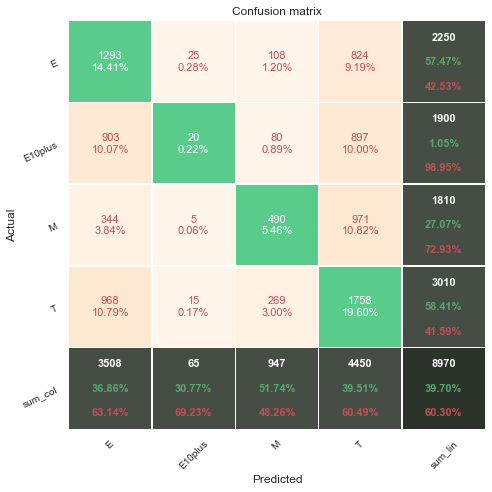 Confusion matrix
1293 25 108 824 2250
14.41% 0.28% 1.20% 9.19% 57.47%
42.53%
E
903 20 80 897 1900
10.07% 0.22% 0.89% 10.00% 1.05%
98.95%
E10plus
344 5 490 971 1810
3.84% 0.06% 5.46% 10.82% 27.07%
72.93%
M
Actual
968 15 269 1758 3010
10.79% 0.17% 3.00% 19.60% 58.41%
41.59%
T
3508 65 947 4450 8970
36.86% 30.77% 51.74% 39.51% 39.70%
63.14% 69.23% 48.26% 60.49% 60.30%
sum_col
E E10plus M T sum_lin
Predicted